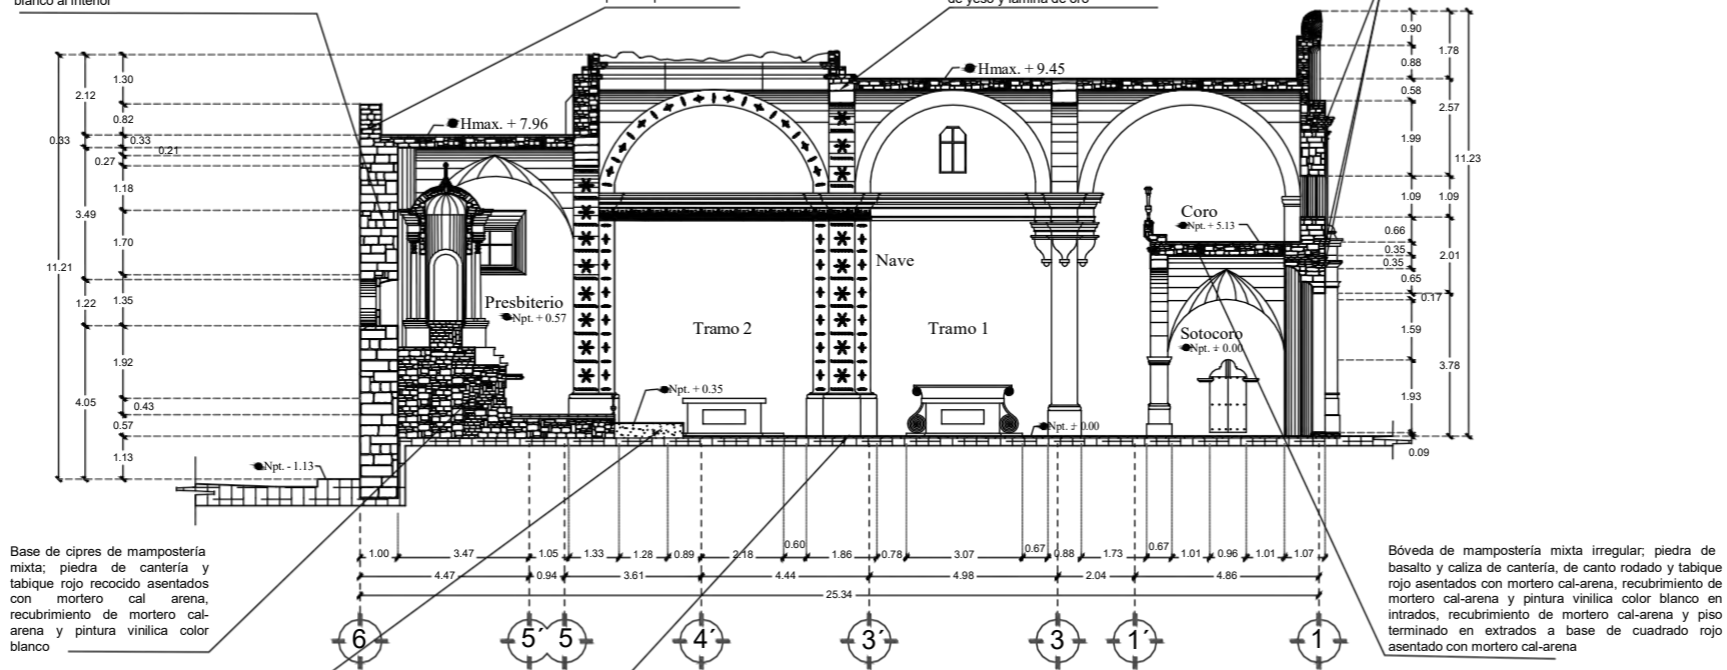 blanco al interior
de yeso y lámina de oro
Hmax. + 9.45
Hmax. + 7.96
Coro
Npt. + 5.13
Nave
Presbiterio
Npt. + 0.57
Tramo 2
Tramo 1
Sotocoro
Npt. ± 0.00
Npt. + 0.35
Npt. ± 0.00
Npt. - 1.13
11.21
0.33
2.12
3.49
1.22
4.05
1.30
0.82
0.33
0.21
0.27
1.18
1.70
1.35
1.92
0.43
0.57
1.13
0.90
0.88
0.58
1.99
1.09
0.66
0.35
0.35
0.65
0.17
1.59
1.93
0.09
1.78
2.57
1.09
2.01
3.78
11.23
1.00 3.47 1.05 1.33 1.28 0.89 2.18 0.60 1.86 0.78 3.07 0.67 0.88 1.73 0.67 1.01 0.96 1.01 1.07
4.47 0.94 3.61 4.44 4.98 2.04 4.86
25.34
6 5´ 5 4´ 3´ 3 1´ 1
Base de cipres de mampostería
mixta; piedra de cantería y
tabique rojo recocido asentados
con mortero cal arena,
recubrimiento de mortero cal-
arena y pintura vinilica color
blanco
Bóveda de mampostería mixta irregular; piedra de
basalto y caliza de cantería, de canto rodado y tabique
rojo asentados con mortero cal-arena, recubrimiento de
mortero cal-arena y pintura vinilica color blanco en
intrados, recubrimiento de mortero cal-arena y piso
terminado en extrados a base de cuadrado rojo
asentado con mortero cal-arena